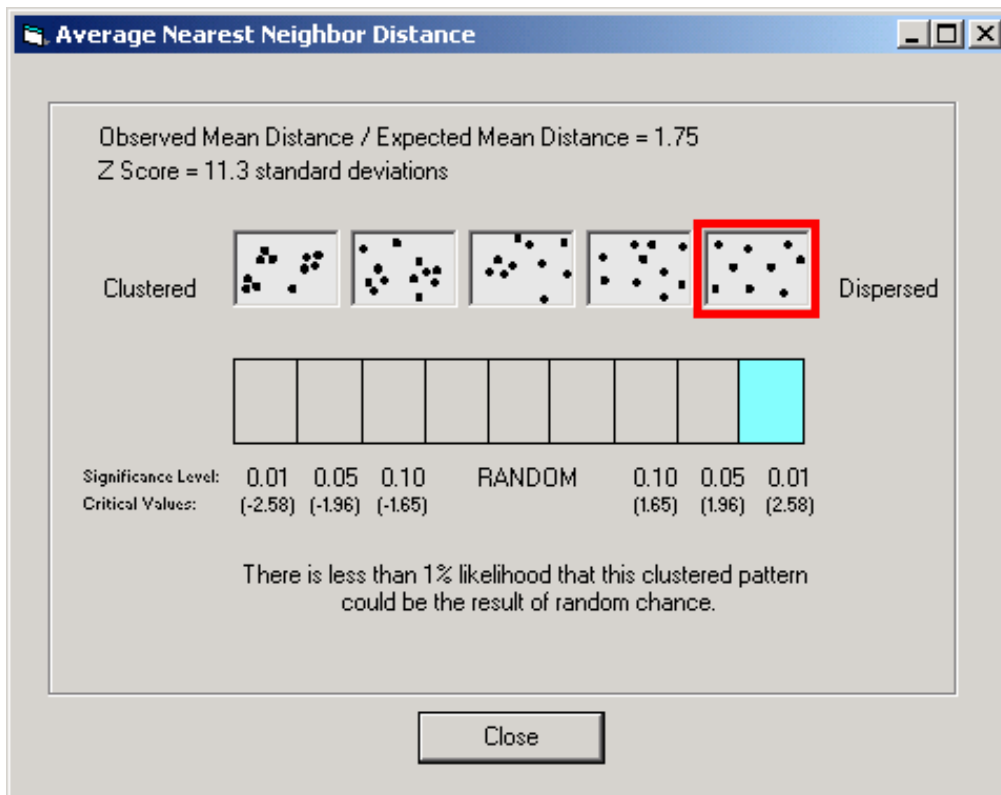 Average Nearest Neighbor Distance
Observed Mean Distance / Expected Mean Distance = 1.75
Z Score = 11.3 standard deviations
Clustered
Dispersed
Significance Level: 0.01 0.05 0.10 RANDOM 0.10 0.05 0.01
Critical Values: (-2.58) (-1.96) (-1.65) (1.65) (1.96) (2.58)
There is less than 1% likelihood that this clustered pattern
could be the result of random chance.
Close